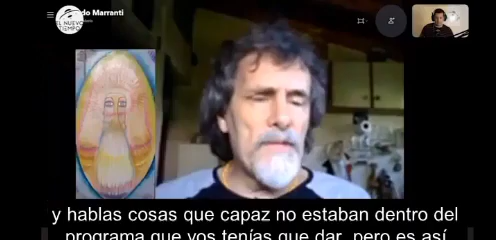 do Marranti
EL NUEVO
TIEMPO
y hablas cosas que capaz no estaban dentro del
programa que vos tenías que dar, pero es así